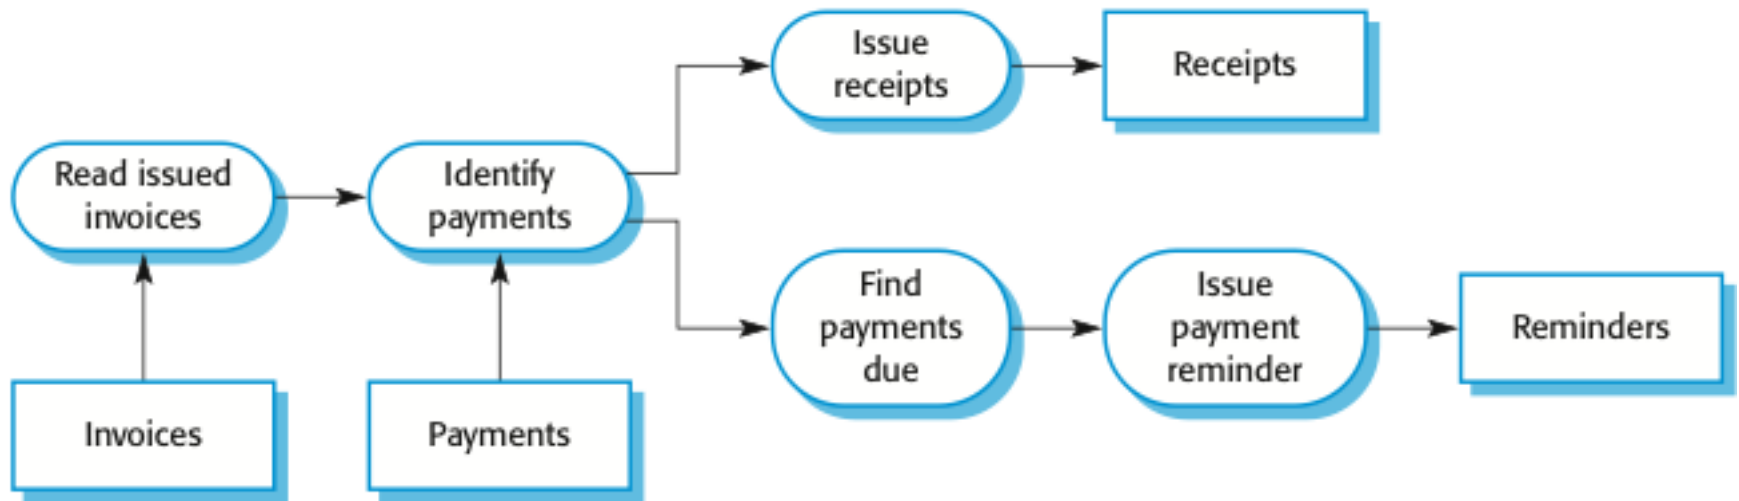 Issue
receipts
Receipts
Read issued
invoices
Identify
payments
Find
payments
due
Issue
payment
reminder
Reminders
Invoices
Payments